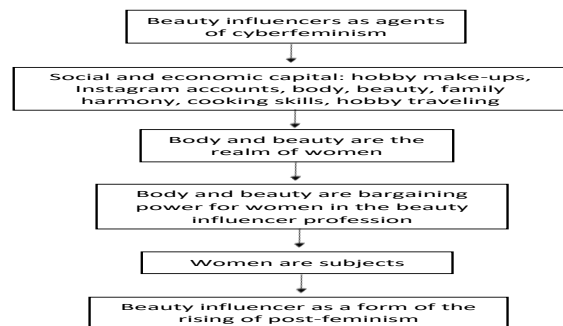 Beauty influencers as agents
of cyberfeminism
Social and economic capital: hobby make-ups,
Instagram accounts, body, beauty, family
harmony, cooking skills, hobby traveling
Body and beauty are the
realm of women
Body and beauty are bargaining
power for women in the beauty
influencer profession
Women are subjects
Beauty influencer as a form of the
rising of post-feminism